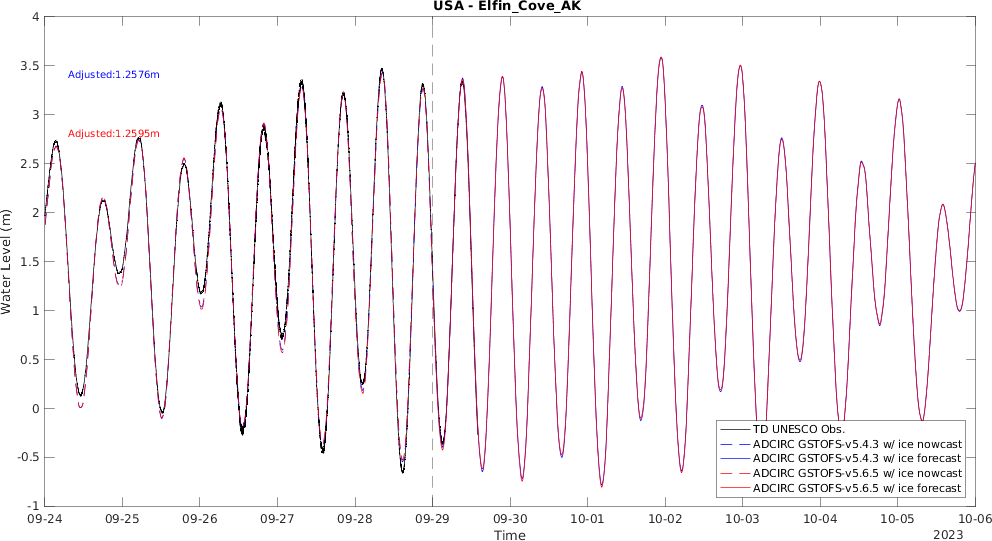 USA - Elfin_Cove_AK
4
3.5
3
2.5
2
1.5
1
0.5
0
-0.5
-1
Water Level (m)
Adjusted:1.2576m
Adjusted:1.2595m
TD UNESCO Obs.
ADCIRC GSTOFS-v5.4.3 w/ ice nowcast
ADCIRC GSTOFS-v5.4.3 w/ ice forecast
ADCIRC GSTOFS-v5.6.5 w/ ice nowcast
ADCIRC GSTOFS-v5.6.5 w/ ice forecast
09-24 09-25 09-26 09-27 09-28 09-29 09-30 10-01 10-02 10-03 10-04 10-05 10-06
Time
2023